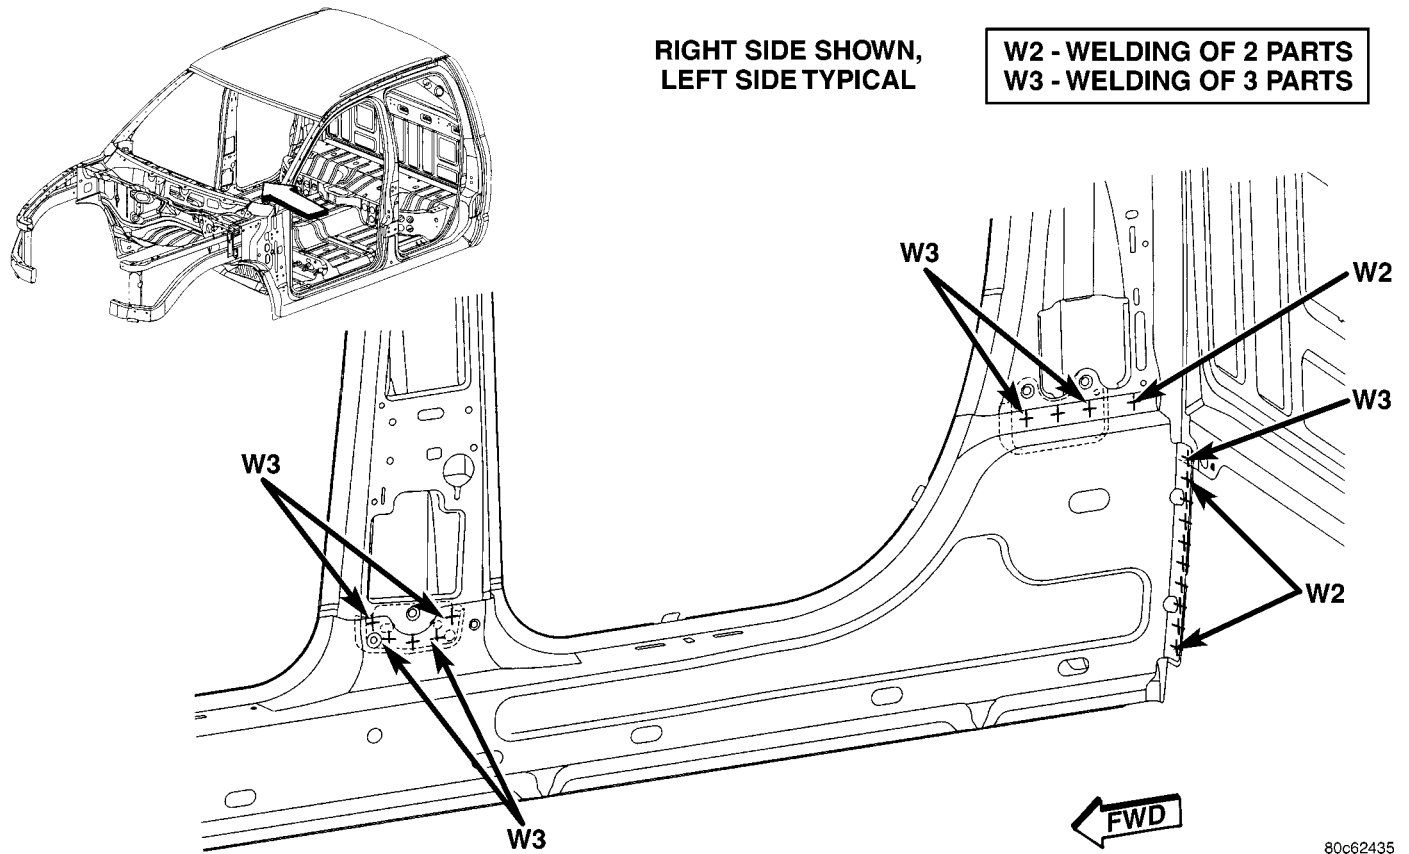 RIGHT SIDE SHOWN,
LEFT SIDE TYPICAL
W2 - WELDING OF 2 PARTS
W3 - WELDING OF 3 PARTS
W3
W2
W3
W3
W2
W3
FWD
80c62435